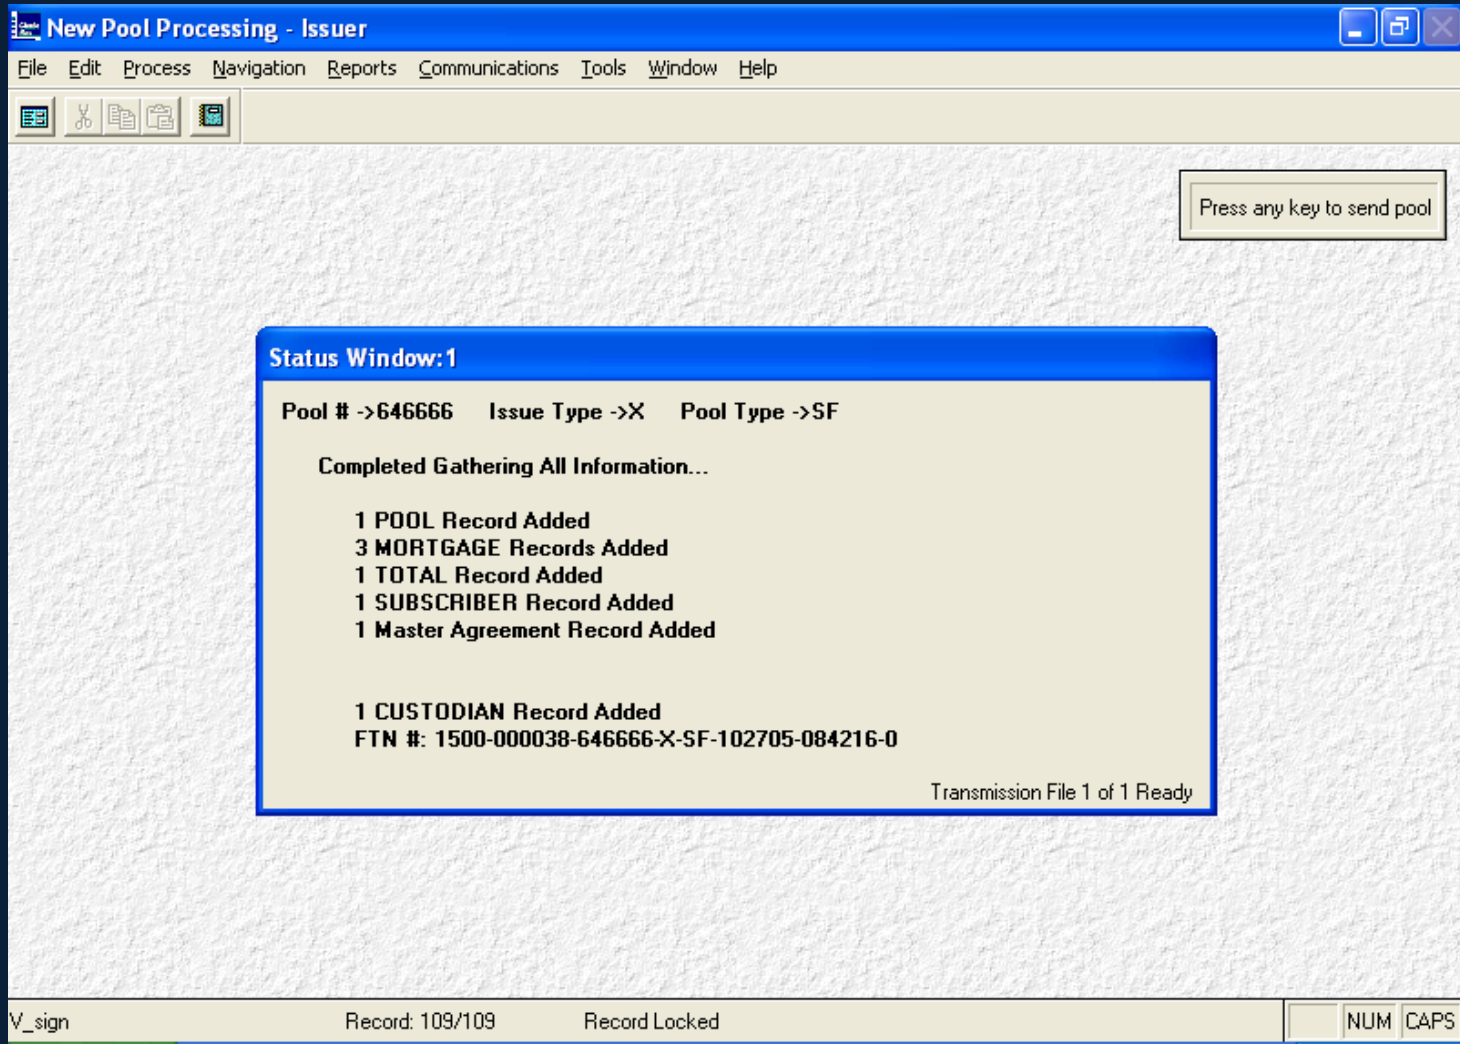 New Pool Processing - Issuer
File Edit Process Navigation Reports Communications Tools Window Help
Press any key to send pool
Status Window:1
Pool # ->646666 Issue Type ->X Pool Type ->SF
Completed Gathering All Information...
1 POOL Record Added
3 MORTGAGE Records Added
1 TOTAL Record Added
1 SUBSCRIBER Record Added
1 Master Agreement Record Added
1 CUSTODIAN Record Added
FTN #: 1500-000038-646666-X-SF-102705-084216-0
Transmission File 1 of 1 Ready
V_sign Record: 109/109 Record Locked NUM CAPS